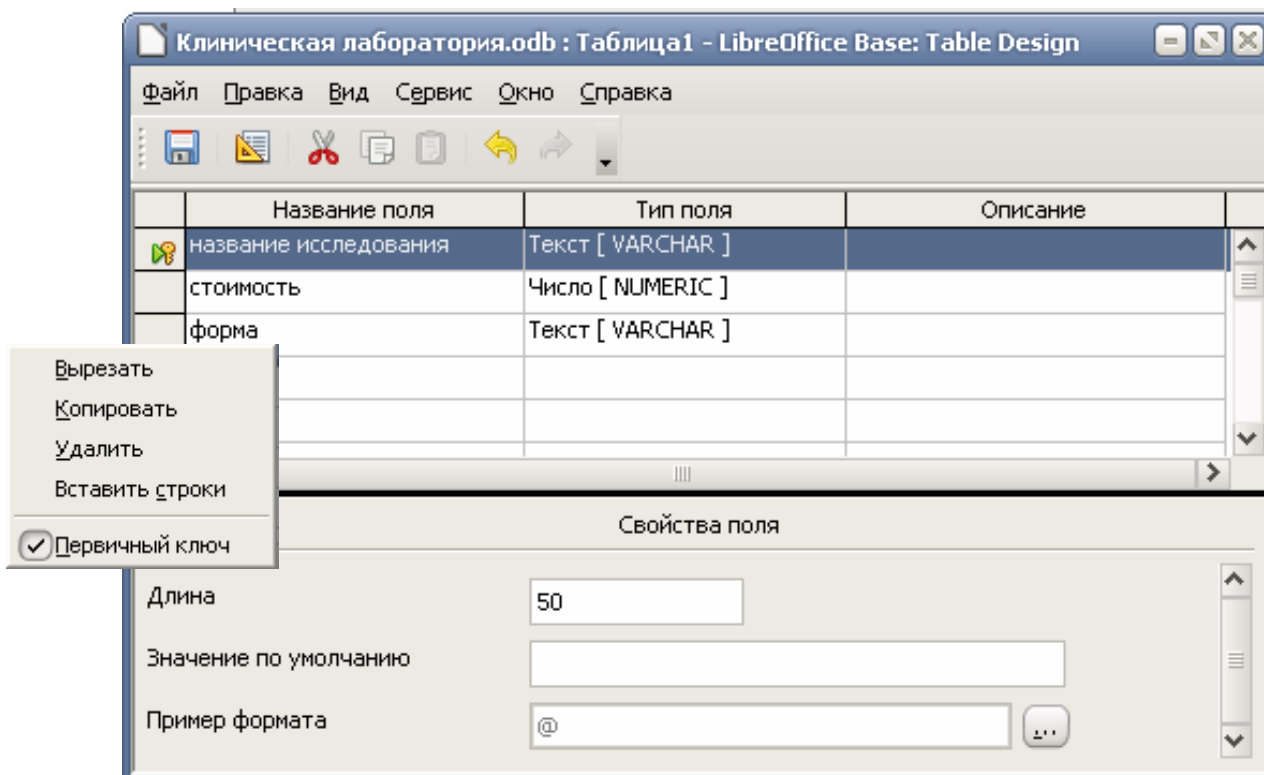 Клиническая лаборатория.odb : Таблица1 - LibreOffice Base: Table Design
Файл Правка Вид Сервис Окно Справка
Название поля Тип поля Описание
название исследования Текст [ VARCHAR ]
стоимость Число [ NUMERIC ]
форма Текст [ VARCHAR ]
Вырезать
Копировать
Удалить
Вставить строки
Первичный ключ
Свойства поля
Длина 50
Значение по умолчанию
Пример формата @ ...